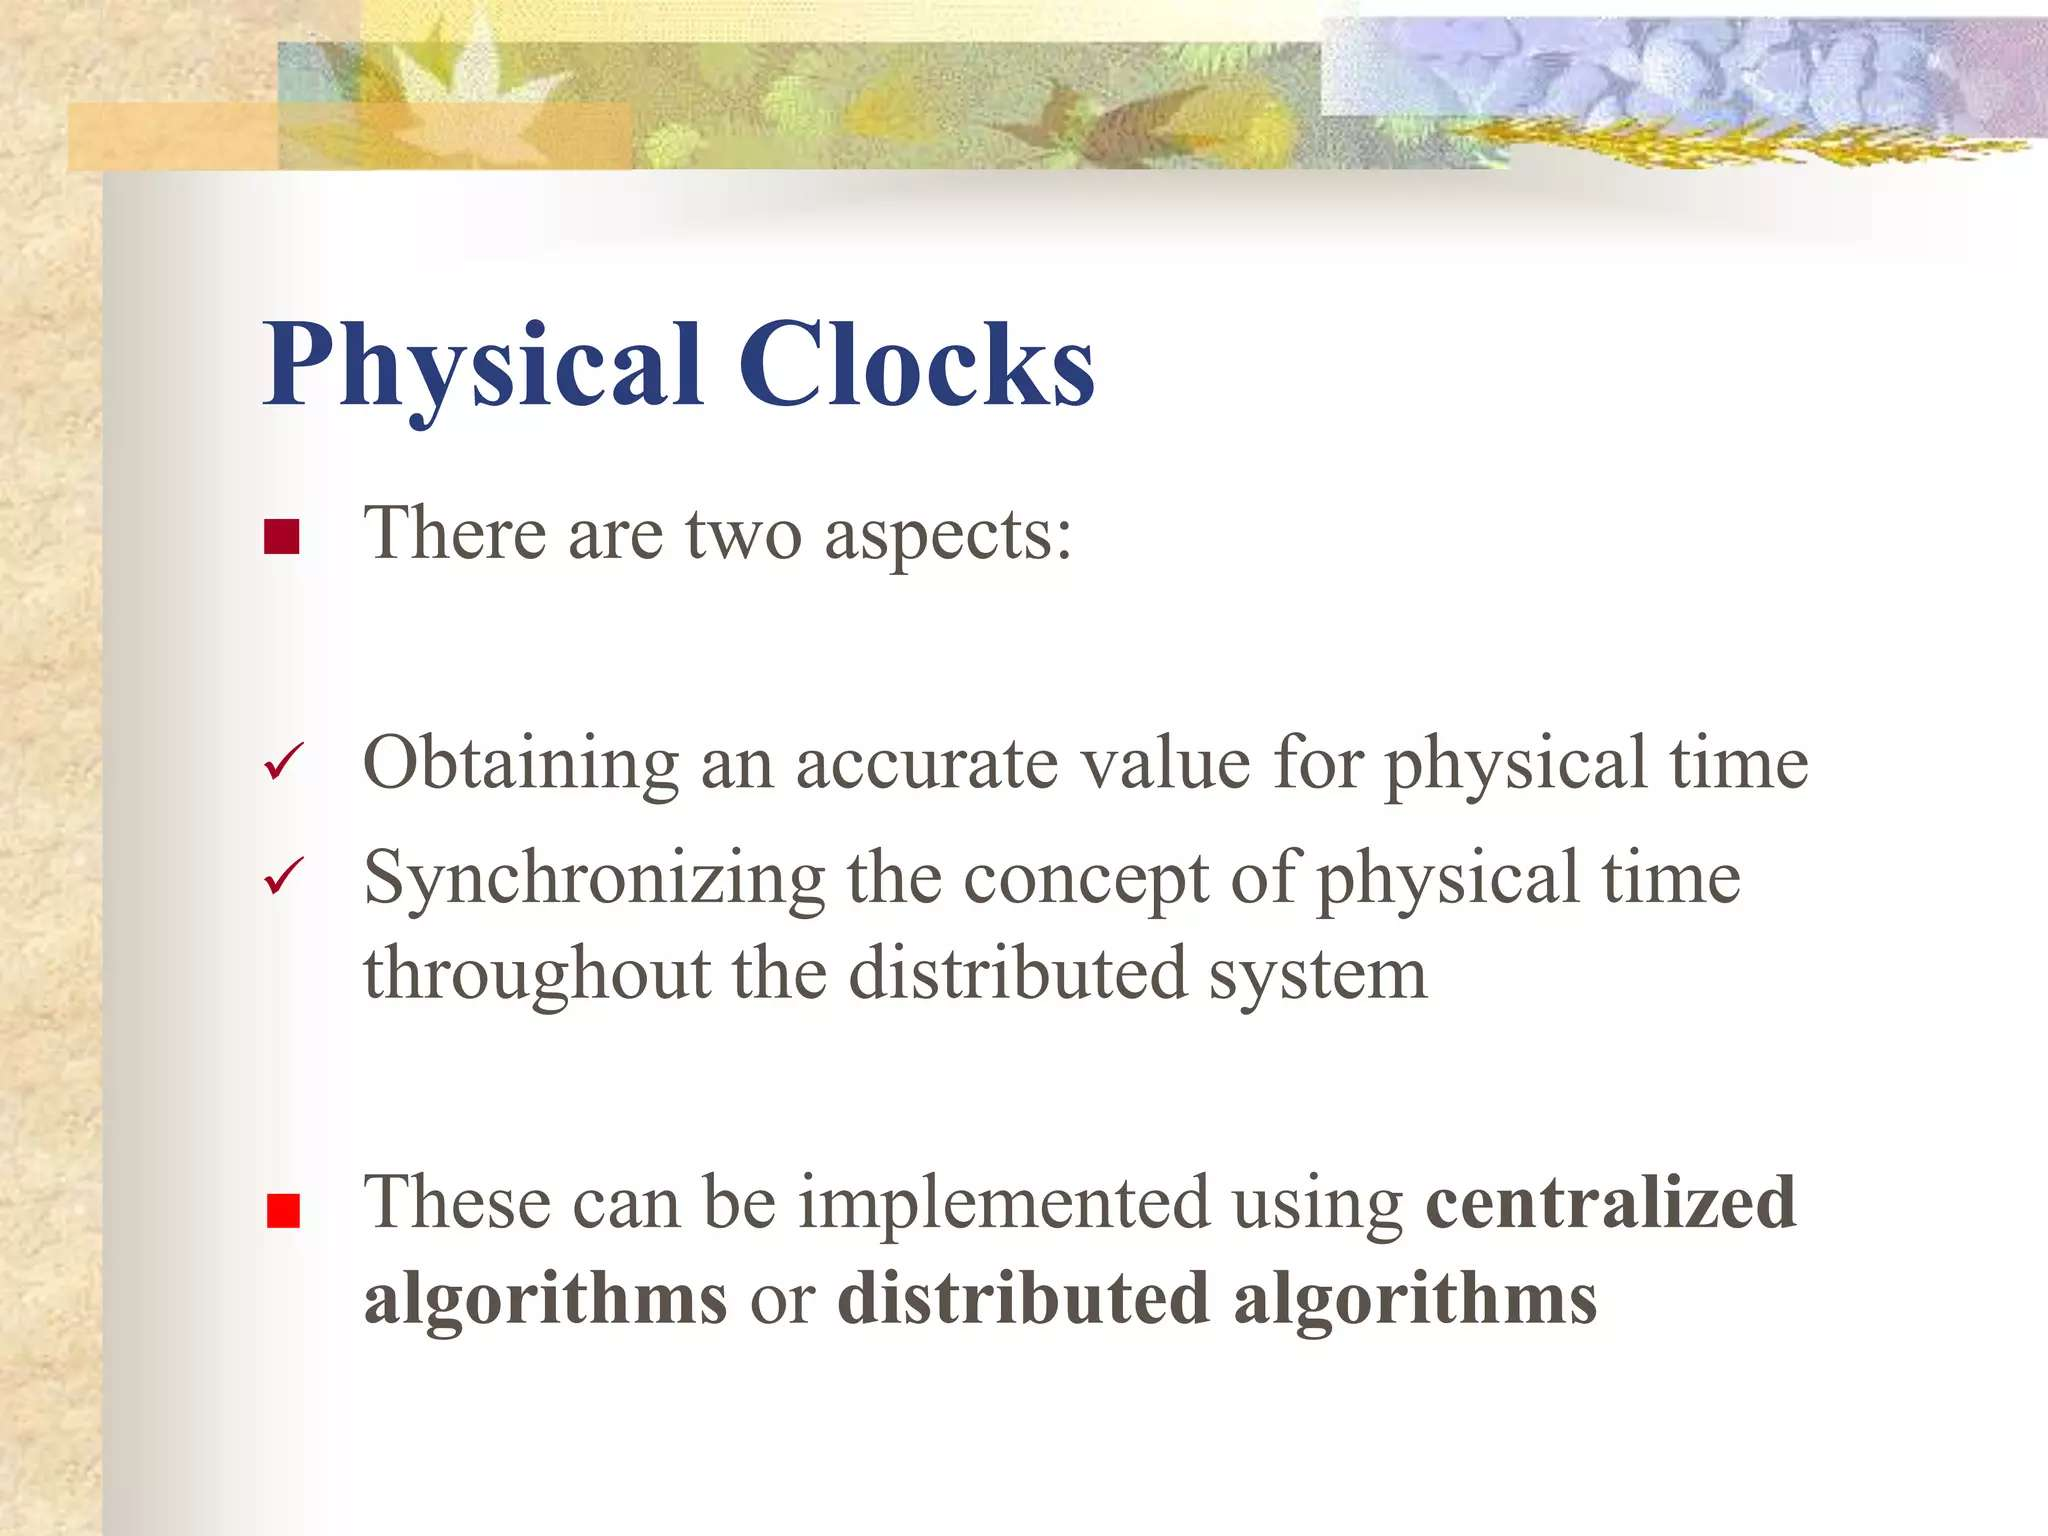 Physical Clocks
There are two aspects:
Obtaining an accurate value for physical time
Synchronizing the concept of physical time
throughout the distributed system
These can be implemented using centralized
algorithms or distributed algorithms